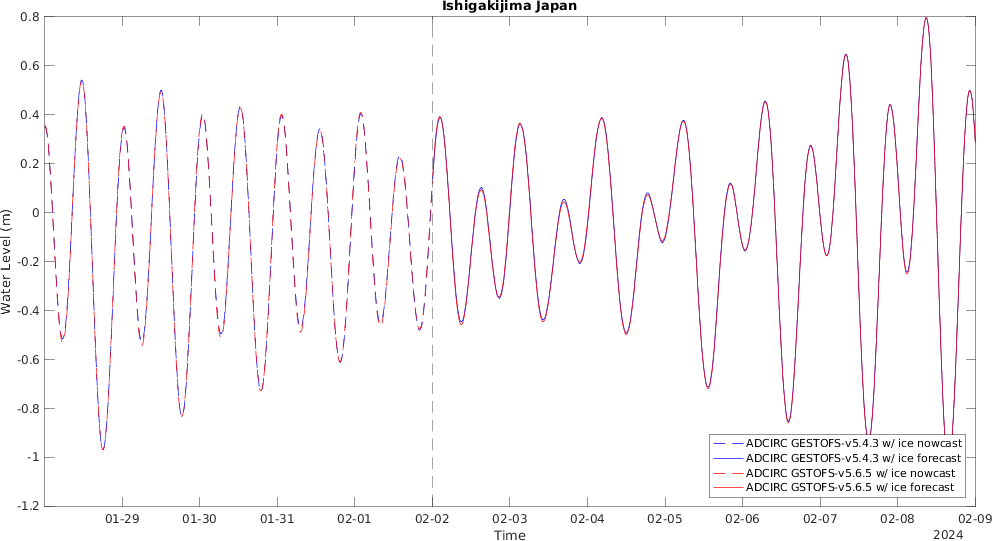 Ishigakijima Japan
Water Level (m)
0.8
0.6
0.4
0.2
0
-0.2
-0.4
-0.6
-0.8
-1
-1.2
ADCIRC GESTOFS-v5.4.3 w/ ice nowcast
ADCIRC GESTOFS-v5.4.3 w/ ice forecast
ADCIRC GSTOFS-v5.6.5 w/ ice nowcast
ADCIRC GSTOFS-v5.6.5 w/ ice forecast
01-29 01-30 01-31 02-01 02-02 02-03 02-04 02-05 02-06 02-07 02-08 02-09
Time
2024